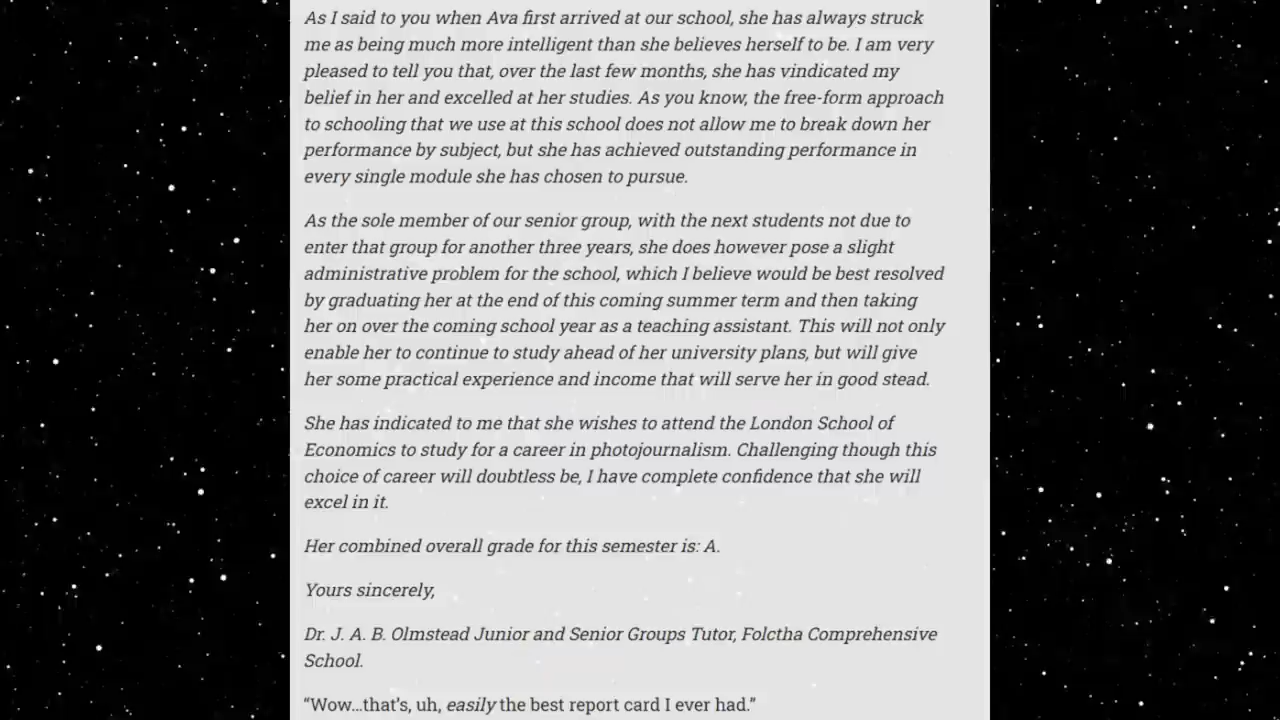 As I said to you when Ava first arrived at our school, she has always struck
me as being much more intelligent than she believes herself to be. I am very
pleased to tell you that, over the last few months, she has vindicated my
belief in her and excelled at her studies. As you know, the free-form approach
to schooling that we use at this school does not allow me to break down her
performance by subject, but she has achieved outstanding performance in
every single module she has chosen to pursue.
As the sole member of our senior group, with the next students not due to
enter that group for another three years, she does however pose a slight
administrative problem for the school, which I believe would be best resolved
by graduating her at the end of this coming summer term and then taking
her on over the coming school year as a teaching assistant. This will not only
enable her to continue to study ahead of her university plans, but will give
her some practical experience and income that will serve her in good stead.
She has indicated to me that she wishes to attend the London School of
Economics to study for a career in photojournalism. Challenging though this
choice of career will doubtless be, I have complete confidence that she will
excel in it.
Her combined overall grade for this semester is: A.
Yours sincerely,
Dr. J. A. B. Olmstead Junior and Senior Groups Tutor, Folctha Comprehensive
School.
“Wow…that’s, uh, easily the best report card I ever had.”